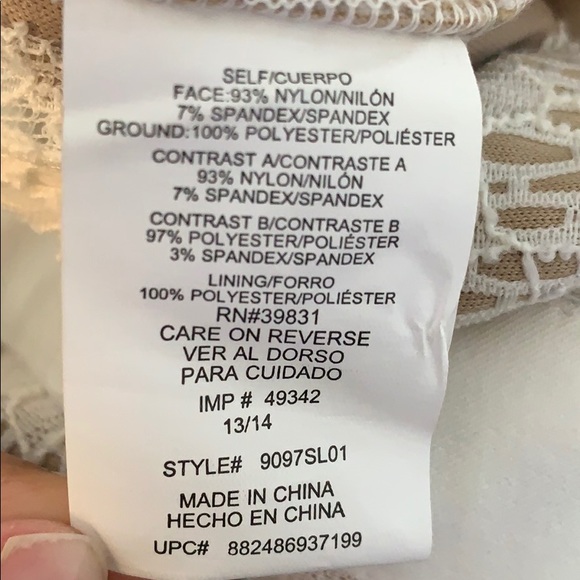 SELF/CUERPO
FACE:93% NYLON/NILÓN
7% SPANDEX/SPANDEX
GROUND:100% POLYESTER/POLIÉSTER
CONTRAST A/CONTRASTE A
93% NYLON/NILÓN
7% SPANDEX/SPANDEX
CONTRAST B/CONTRASTE B
97% POLYESTER/POLIÉSTER
3% SPANDEX/SPANDEX
LINING/FORRO
100% POLYESTER/POLIÉSTER
RN#39831
CARE ON REVERSE
VER AL DORSO
PARA CUIDADO
IMP # 49342
13/14
STYLE# 9097SL01
MADE IN CHINA
HECHO EN CHINA
UPC# 882486937199